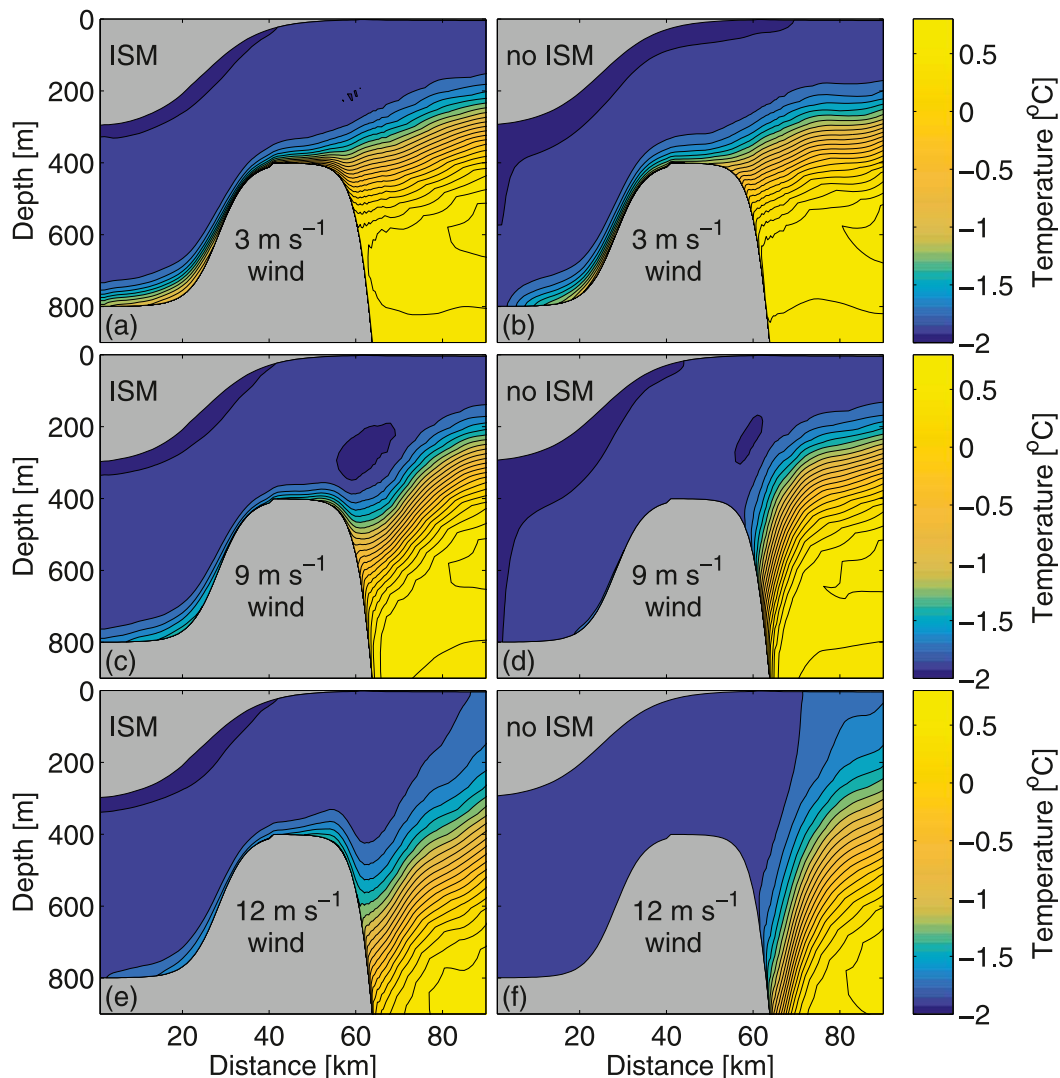 0
ISM
no ISM
200
400
600
800
Depth [m]
3 m s⁻¹
wind
3 m s⁻¹
wind
(a)
(b)
0.5
0
−0.5
−1
−1.5
−2
Temperature [°C]
0
ISM
no ISM
200
400
600
800
Depth [m]
9 m s⁻¹
wind
9 m s⁻¹
wind
(c)
(d)
0.5
0
−0.5
−1
−1.5
−2
Temperature [°C]
0
ISM
no ISM
200
400
600
800
Depth [m]
12 m s⁻¹
wind
12 m s⁻¹
wind
(e)
(f)
0.5
0
−0.5
−1
−1.5
−2
Temperature [°C]
20 40 60 80
20 40 60 80
Distance [km]
Distance [km]